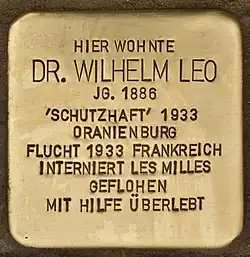 HIER WOHNTE
DR. WILHELM LEO
JG. 1886
'SCHUTZHAFT' 1933
ORANIENBURG
FLUCHT 1933 FRANKREICH
INTERNIERT LES MILLES
GEFLOHEN
MIT HILFE ÜBERLEBT